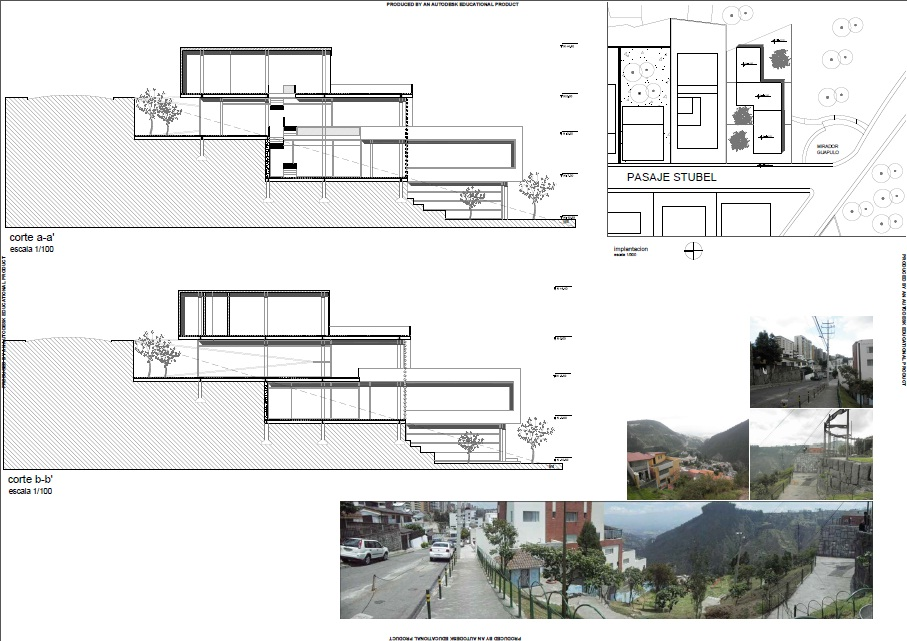 PRODUCED BY AN AUTODESK EDUCATIONAL PRODUCT
corte a-a'
escala 1/100
MIRADOR
GUAPULO
PASAJE STUBEL
implantacion
corte b-b'
escala 1/100
PRODUCED BY AN AUTODESK EDUCATIONAL PRODUCT
PRODUCED BY AN AUTODESK EDUCATIONAL PRODUCT
PRODUCED BY AN AUTODESK EDUCATIONAL PRODUCT